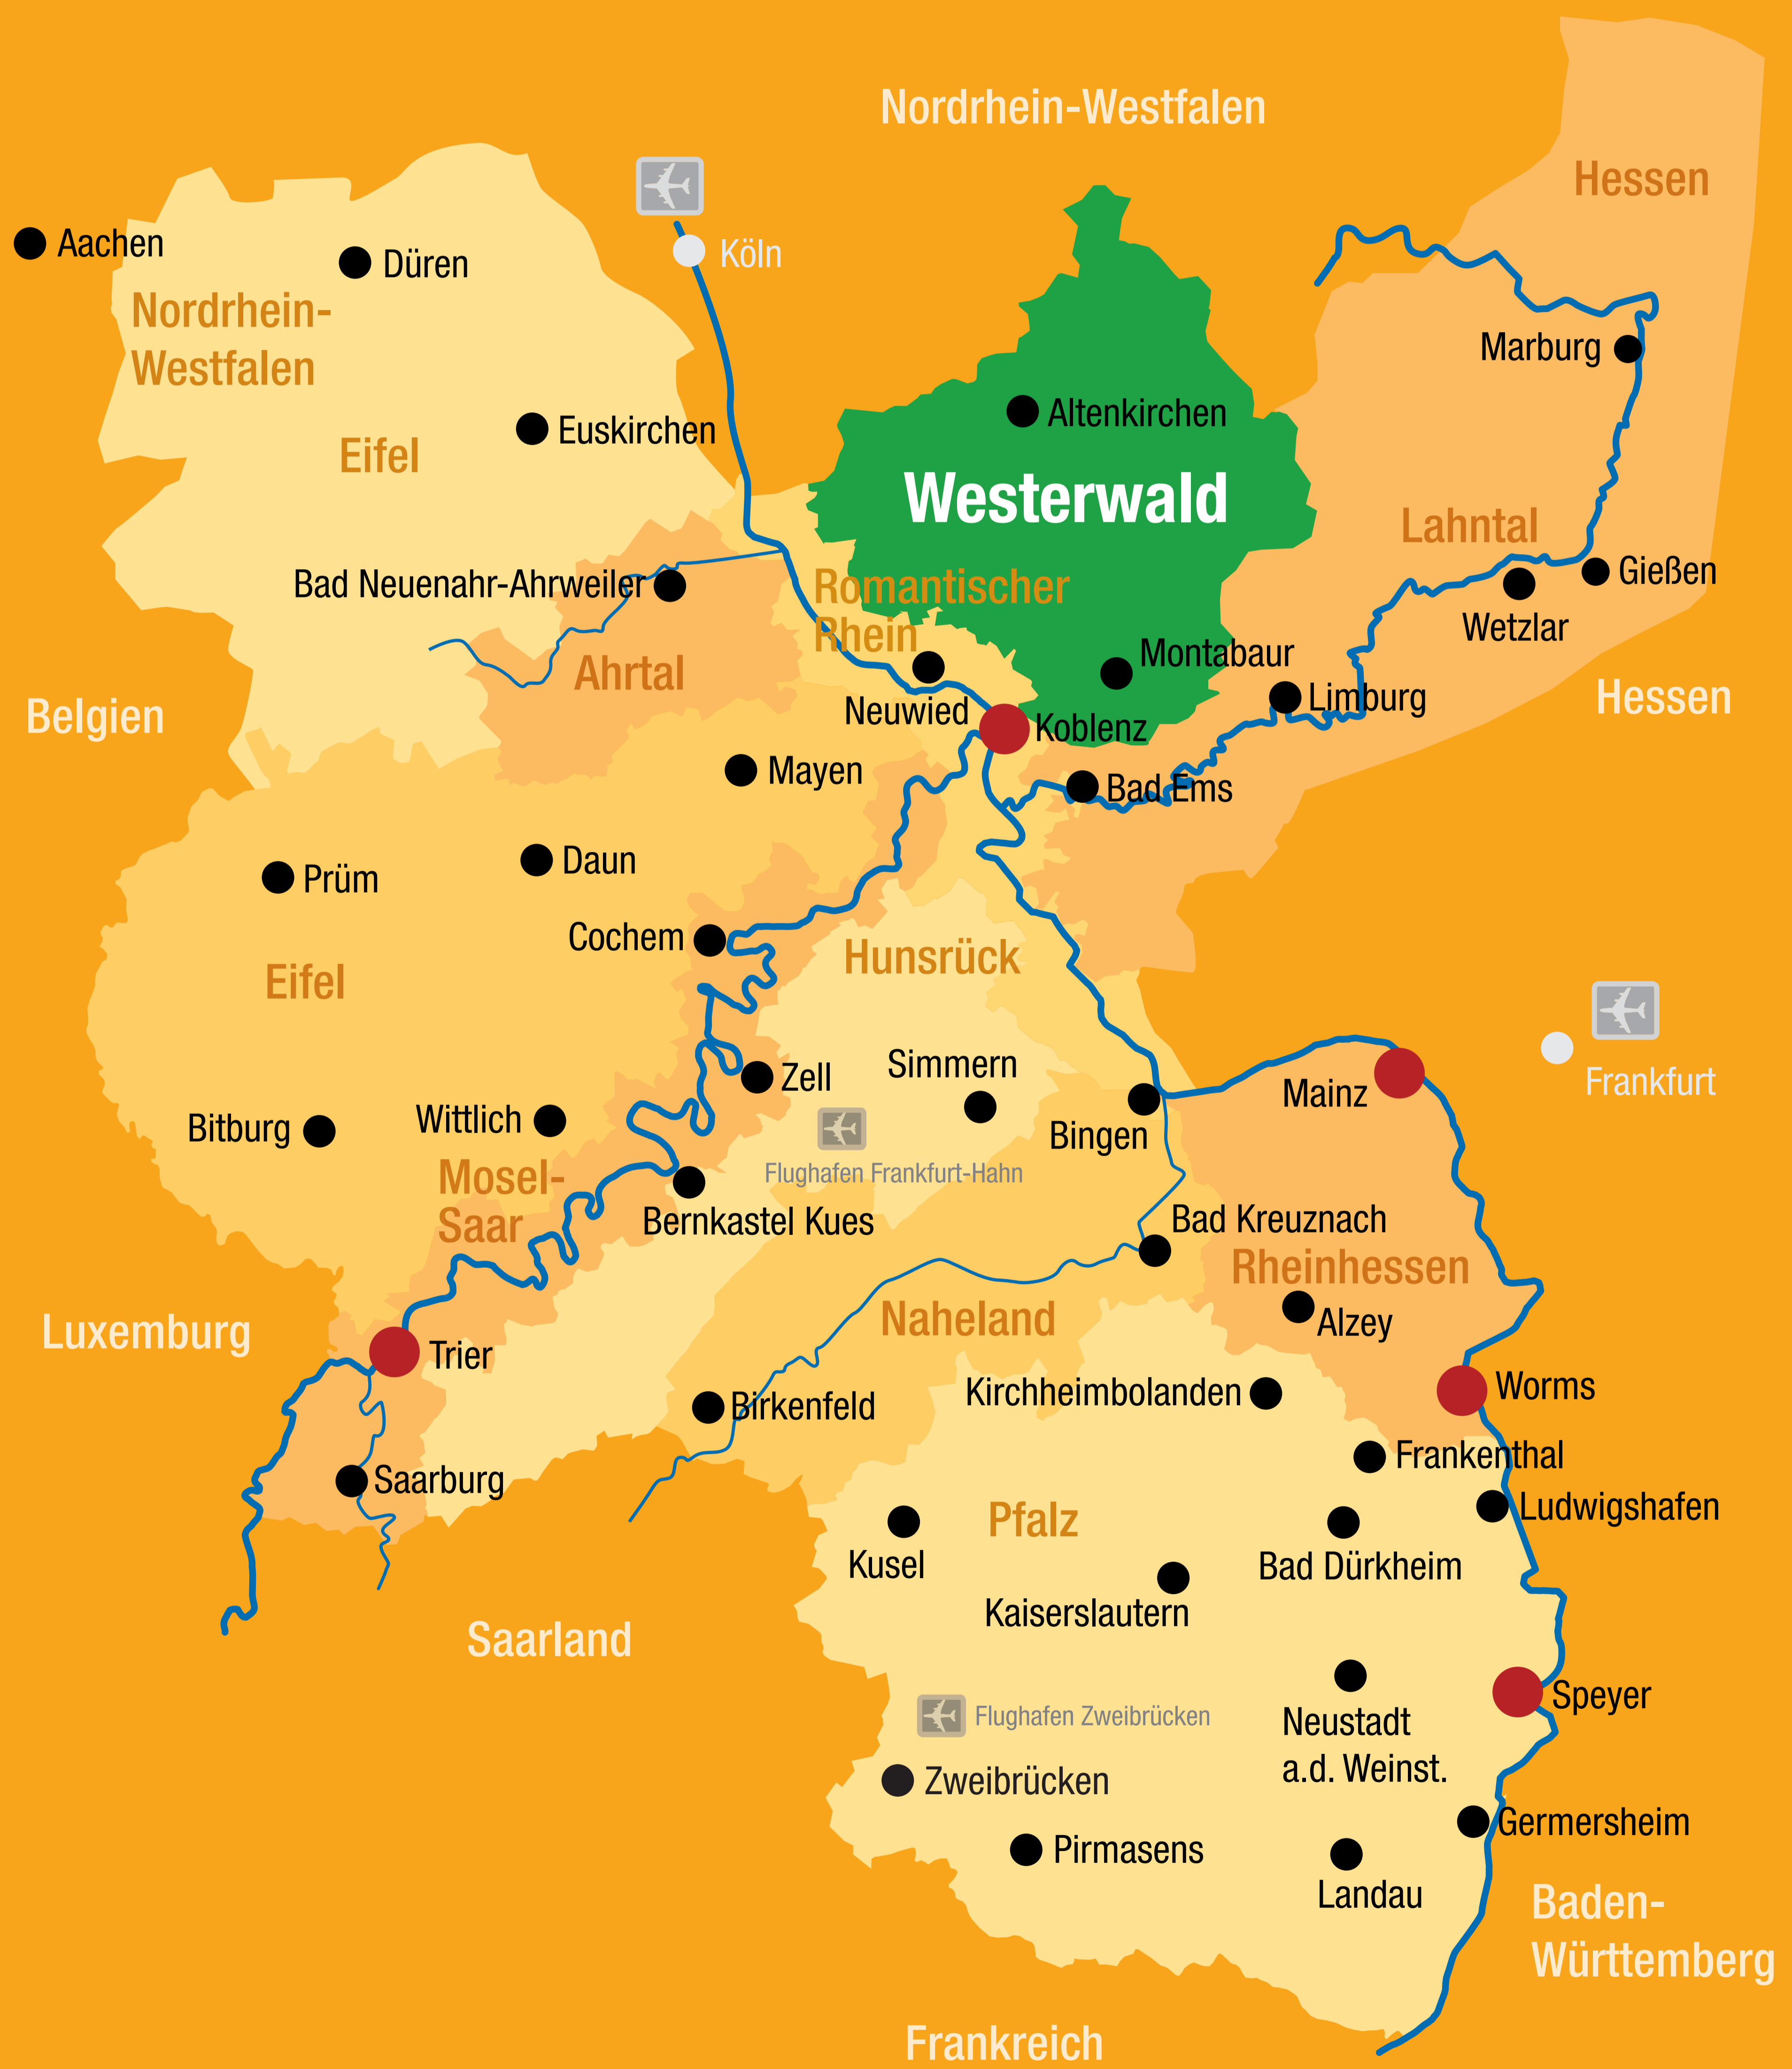 Nordrhein-Westfalen
Hessen
Aachen
Düren
Köln
Nordrhein-
Westfalen
Marburg
Altenkirchen
Euskirchen
Eifel
Westerwald
Lahntal
Gießen
Bad Neuenahr-Ahrweiler
Romantischer
Rhein
Wetzlar
Ahrtal
Montabaur
Limburg
Hessen
Belgien
Neuwied
Koblenz
Mayen
Bad Ems
Daun
Prüm
Cochem
Hunsrück
Eifel
Simmern
Zell
Mainz
Frankfurt
Wittlich
Bitburg
Bingen
Flughafen Frankfurt-Hahn
Mosel-
Saar
Bernkastel Kues
Bad Kreuznach
Rheinhessen
Naheland
Alzey
Luxemburg
Trier
Kirchheimbolanden
Worms
Birkenfeld
Frankenthal
Saarburg
Ludwigshafen
Pfalz
Kusel
Bad Dürkheim
Kaiserslautern
Saarland
Speyer
Flughafen Zweibrücken
Neustadt
a.d. Weinst.
Zweibrücken
Germersheim
Pirmasens
Landau
Baden-
Württemberg
Frankreich